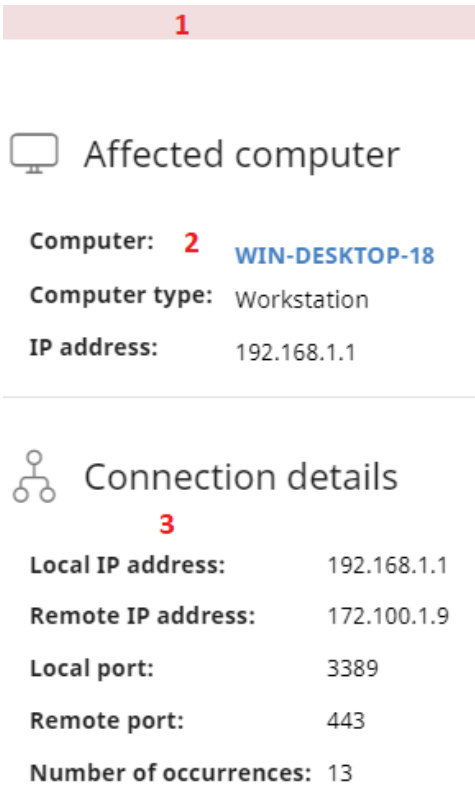 1
Affected computer
Computer: 2 WIN-DESKTOP-18
Computer type: Workstation
IP address: 192.168.1.1
Connection details
3
Local IP address: 192.168.1.1
Remote IP address: 172.100.1.9
Local port: 3389
Remote port: 443
Number of occurrences: 13